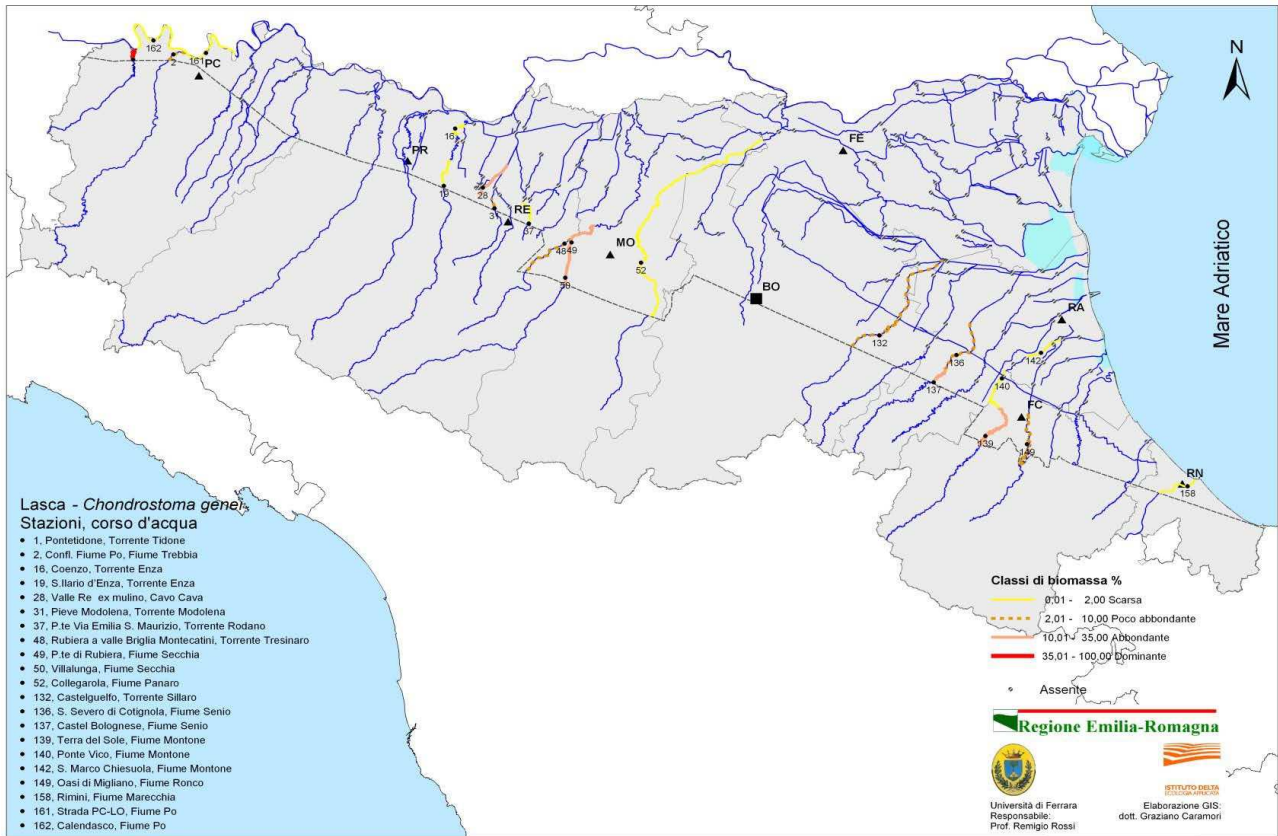 162
2
161
PC
N
16
FE
PR
19
28
31
RE
37
48
49
MO
52
50
BO
Mare Adriatico
RA
132
136
142
137
140
FC
139
149
RN
158
Lasca - Chondrostoma genei
Stazioni, corso d'acqua
1, Pontetidone, Torrente Tidone
2, Confl. Fiume Po, Fiume Trebbia
16, Coenzo, Torrente Enza
19, S.Ilario d'Enza, Torrente Enza
28, Valle Re ex mulino, Cavo Cava
31, Pieve Modolena, Torrente Modolena
37, P.te Via Emilia S. Maurizio, Torrente Rodano
48, Rubiera a valle Briglia Montecatini, Torrente Tresinaro
49, P.te di Rubiera, Fiume Secchia
50, Villalunga, Fiume Secchia
52, Collegarola, Fiume Panaro
132, Castelguelfo, Torrente Sillaro
136, S. Severo di Cotignola, Fiume Senio
137, Castel Bolognese, Fiume Senio
139, Terra del Sole, Fiume Montone
140, Ponte Vico, Fiume Montone
142, S. Marco Chiesuola, Fiume Montone
149, Oasi di Migliano, Fiume Ronco
158, Rimini, Fiume Marecchia
161, Strada PC-LO, Fiume Po
162, Calendasco, Fiume Po
Classi di biomassa %
0,01 - 2,00 Scarsa
2,01 - 10,00 Poco abbondante
10,01 - 35,00 Abbondante
35,01 - 100,00 Dominante
Assente
Regione Emilia-Romagna
ISTITUTO DELTA
ECOLOGIA APPLICATA
Università di Ferrara
Responsabile:
Prof. Remigio Rossi
Elaborazione GIS:
dott. Graziano Caramori